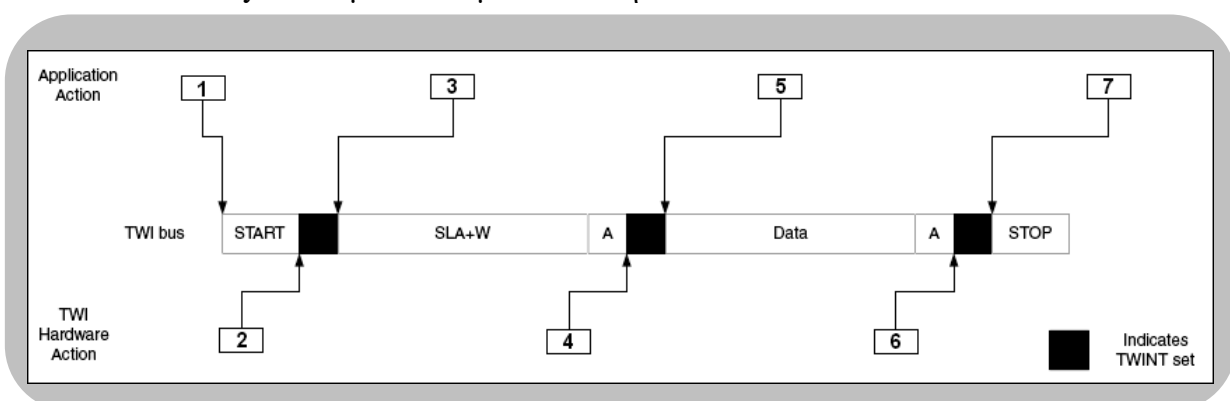 Application
Action
1
3
5
7
TWI bus
START
SLA+W
A
Data
A
STOP
TWI
Hardware
Action
2
4
6
Indicates
TWINT set